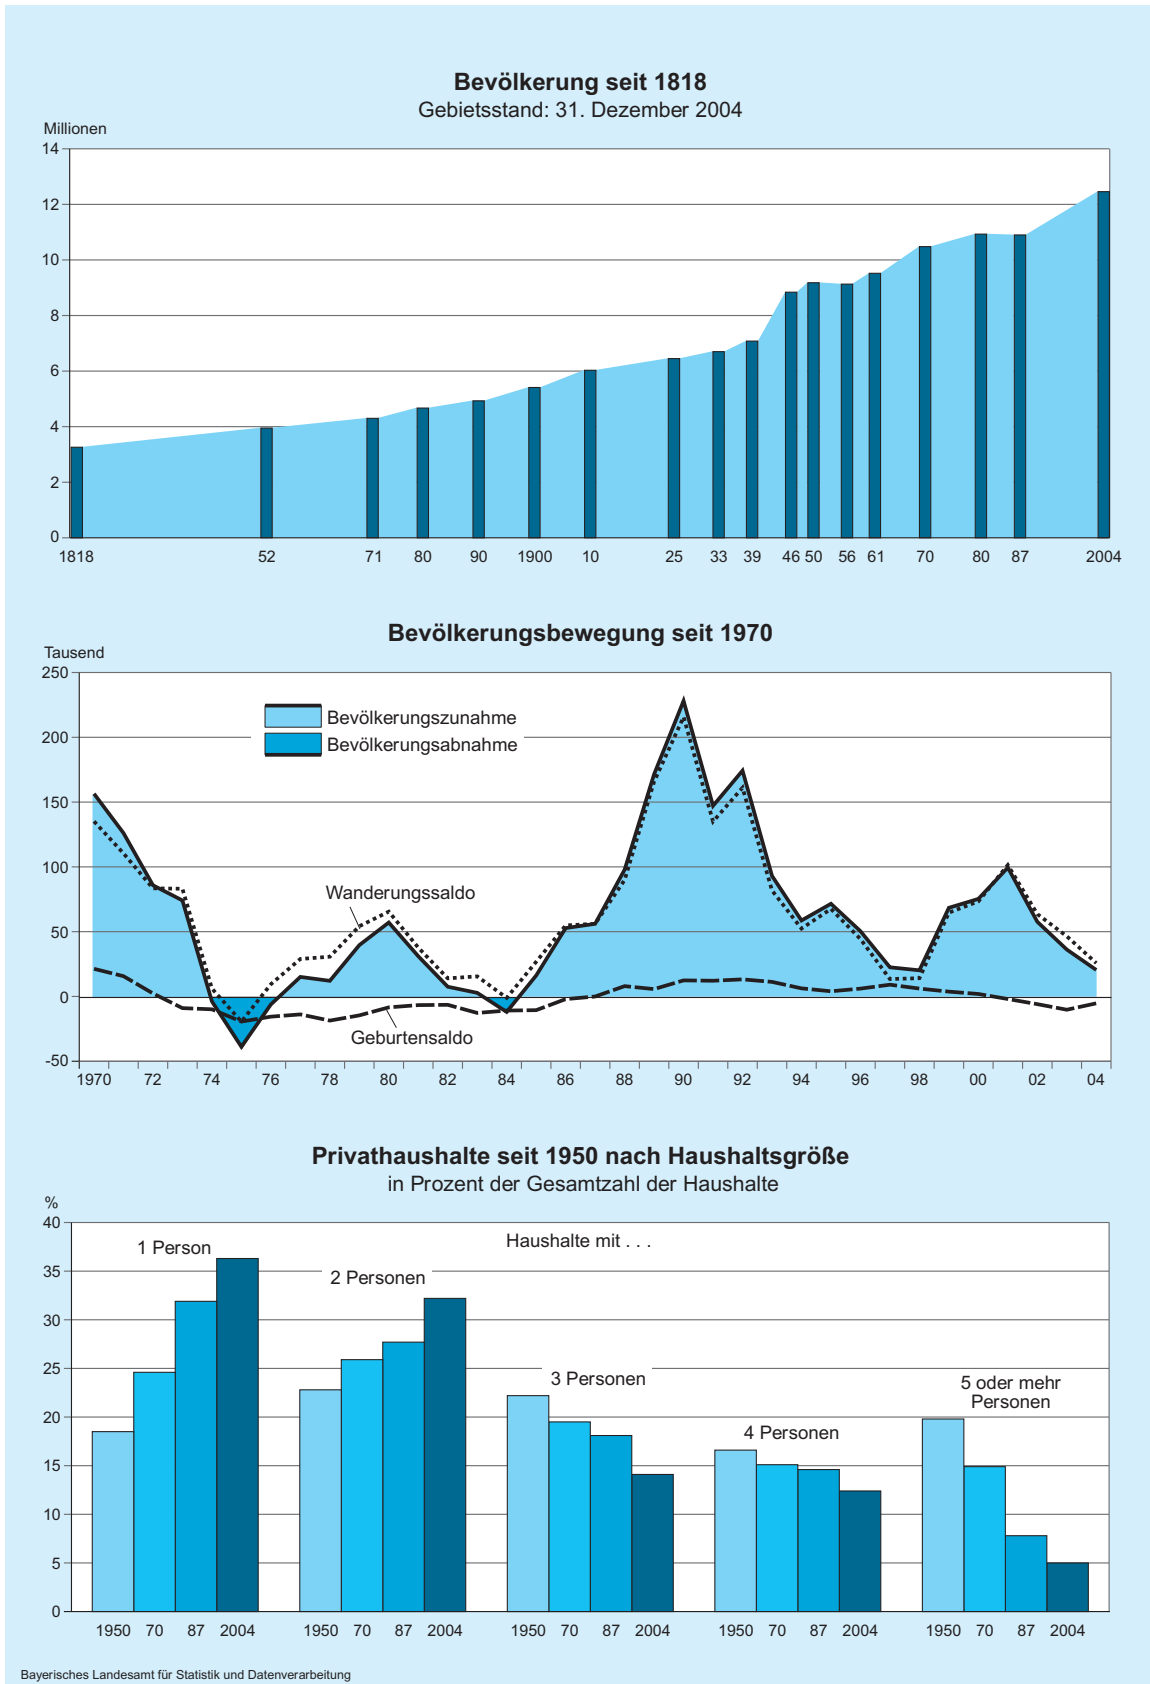 Bevölkerung seit 1818
Gebietsstand: 31. Dezember 2004
Millionen
14
12
10
8
6
4
2
0
1818 52 71 80 90 1900 10 25 33 39 46 50 56 61 70 80 87 2004
Bevölkerungsbewegung seit 1970
Tausend
250
200
150
100
50
0
-50
Bevölkerungszunahme
Bevölkerungsabnahme
Wanderungssaldo
Geburtensaldo
1970 72 74 76 78 80 82 84 86 88 90 92 94 96 98 00 02 04
Privathaushalte seit 1950 nach Haushaltsgröße
in Prozent der Gesamtzahl der Haushalte
%
40
35
30
25
20
15
10
5
0
Haushalte mit . . .
1 Person
2 Personen
3 Personen
4 Personen
5 oder mehr
Personen
1950 70 87 2004 1950 70 87 2004 1950 70 87 2004 1950 70 87 2004 1950 70 87 2004
Bayerisches Landesamt für Statistik und Datenverarbeitung